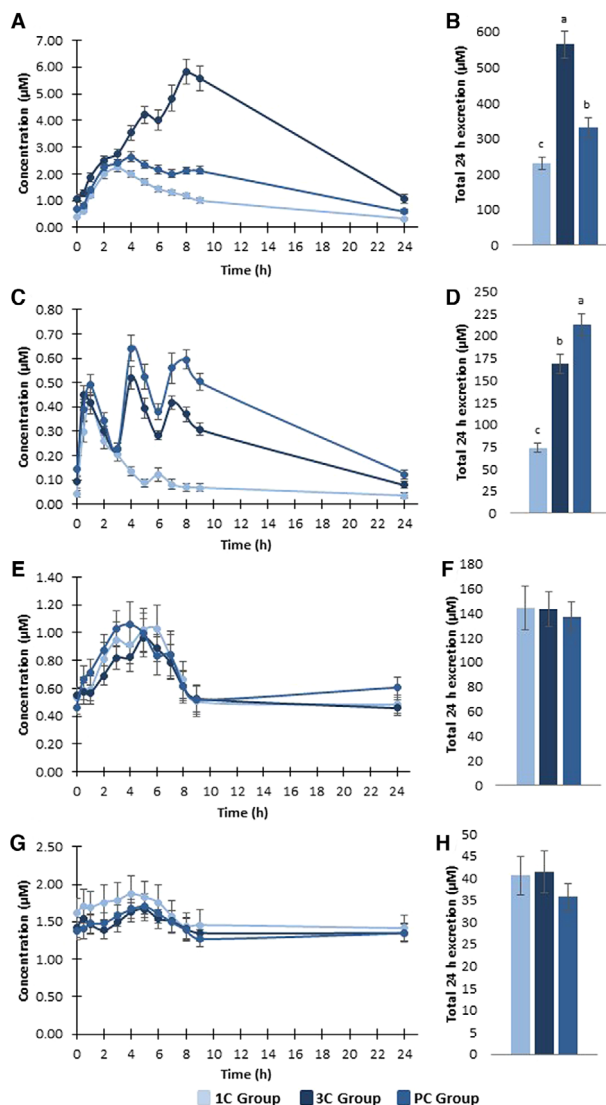 A
Concentration (µM)
7.00
6.00
5.00
4.00
3.00
2.00
1.00
0.00
0 2 4 6 8 10 12 14 16 18 20 22 24
Time (h)
B
Total 24 h excretion (µM)
600
500
400
300
200
100
0
c
a
b
C
Concentration (µM)
0.80
0.70
0.60
0.50
0.40
0.30
0.20
0.10
0.00
0 2 4 6 8 10 12 14 16 18 20 22 24
Time (h)
D
Total 24 h excretion (µM)
250
225
200
175
150
125
100
75
50
25
0
c
b
a
E
Concentration (µM)
1.40
1.20
1.00
0.80
0.60
0.40
0.20
0.00
0 2 4 6 8 10 12 14 16 18 20 22 24
Time (h)
F
Total 24 h excretion (µM)
180
160
140
120
100
80
60
40
20
0
G
Concentration (µM)
2.50
2.00
1.50
1.00
0.50
0.00
0 2 4 6 8 10 12 14 16 18 20 22 24
Time (h)
H
Total 24 h excretion (µM)
50
45
40
35
30
25
20
15
10
5
0
1C Group 3C Group PC Group